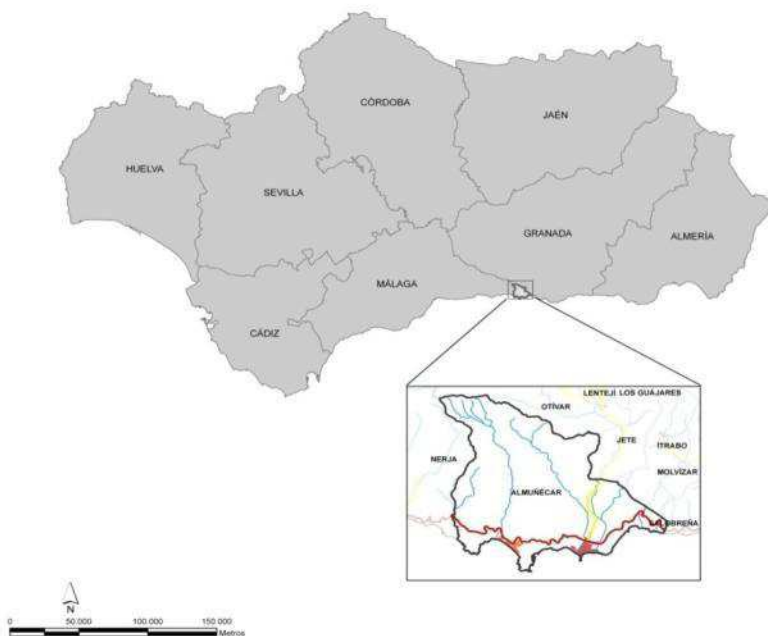 CÓRDOBA
JAÉN
HUELVA
SEVILLA
GRANADA
ALMERÍA
MÁLAGA
CÁDIZ
LENTEJÍ LOS GUÁJARES
OTÍVAR
JETE
ITRABO
NERJA
MOLVÍZAR
ALMUÑÉCAR
SALOBREÑA
N
0 50.000 100.000 150.000
Metros